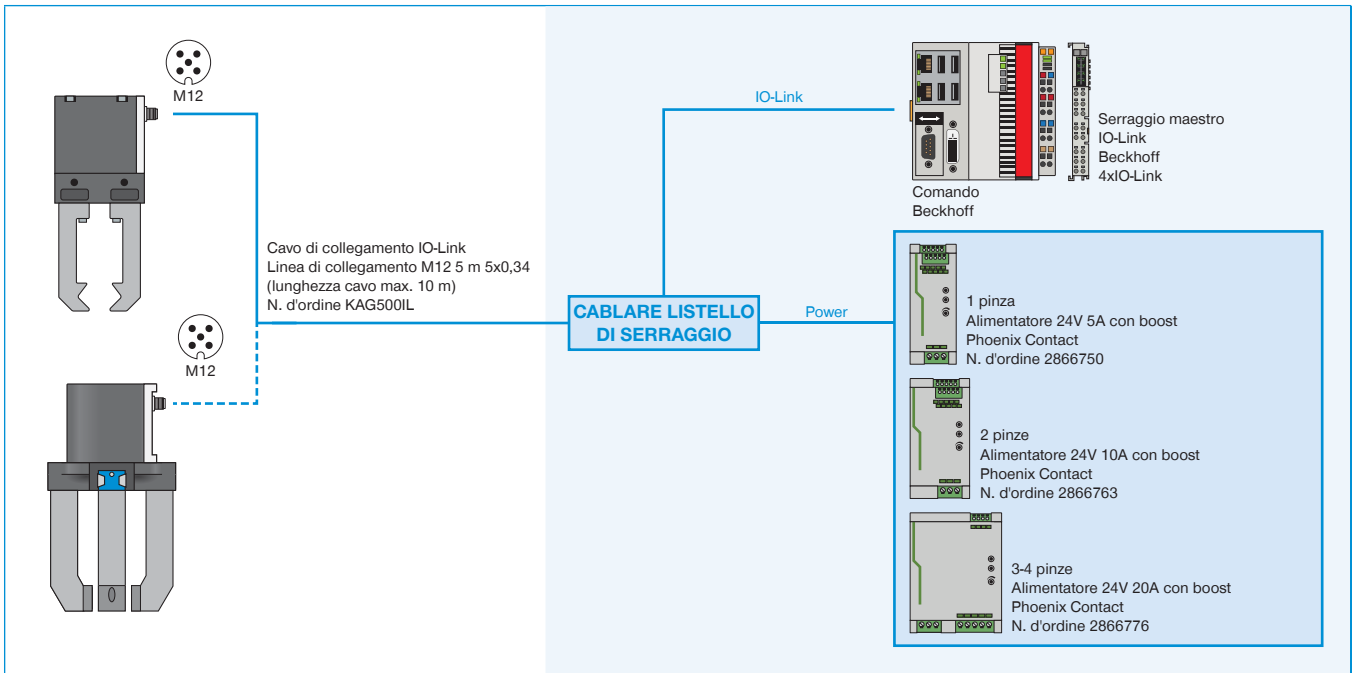 M12
Cavo di collegamento IO-Link
Linea di collegamento M12 5 m 5x0,34
(lunghezza cavo max. 10 m)
N. d'ordine KAG500IL
M12
CABLARE LISTELLO
DI SERRAGGIO
IO-Link
Comando
Beckhoff
Serraggio maestro
IO-Link
Beckhoff
4xIO-Link
Power
1 pinza
Alimentatore 24V 5A con boost
Phoenix Contact
N. d'ordine 2866750
2 pinze
Alimentatore 24V 10A con boost
Phoenix Contact
N. d'ordine 2866763
3-4 pinze
Alimentatore 24V 20A con boost
Phoenix Contact
N. d'ordine 2866776